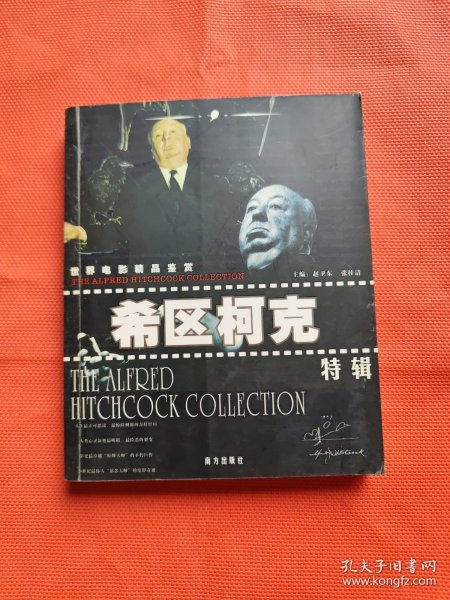 世界电影精品鉴赏
THE ALFRED HITCHCOCK COLLECTION
主编：赵卫东 张桂清
希区柯克
特辑
THE ALFRED
HITCHCOCK COLLECTION
南方出版社
孔夫子旧书网
www.kongfz.com